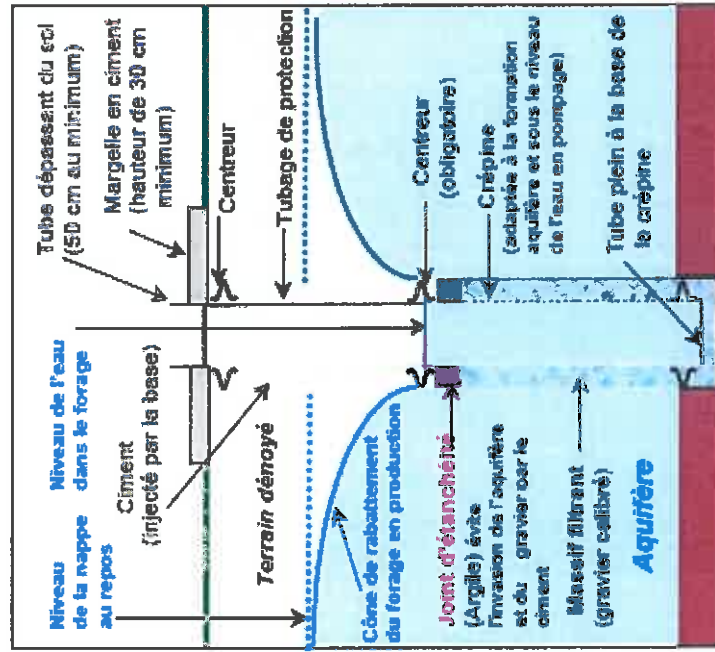 Niveau
de la nappe
au repos
Niveau de l'eau
dans le forage
Tube dépassant du sol
(50 cm au minimum)
Margelle en ciment
(hauteur de 30 cm
minimum)
Ciment
(injecté par la base)
Centreur
Terrain dénoyé
Tubage de protection
Cône de rabattement
du forage en production
Centreur
(obligatoire)
Joint d'étanchéité
(Argile) évite
l'invasion de l'aquifère
et du gravier par le
ciment
Crépine
(adaptée à la formation
aquifère et sous le niveau
de l'eau en pompage)
Massif filtrant
(gravier calibré)
Tube plein à la base de
la crépine
Aquifère